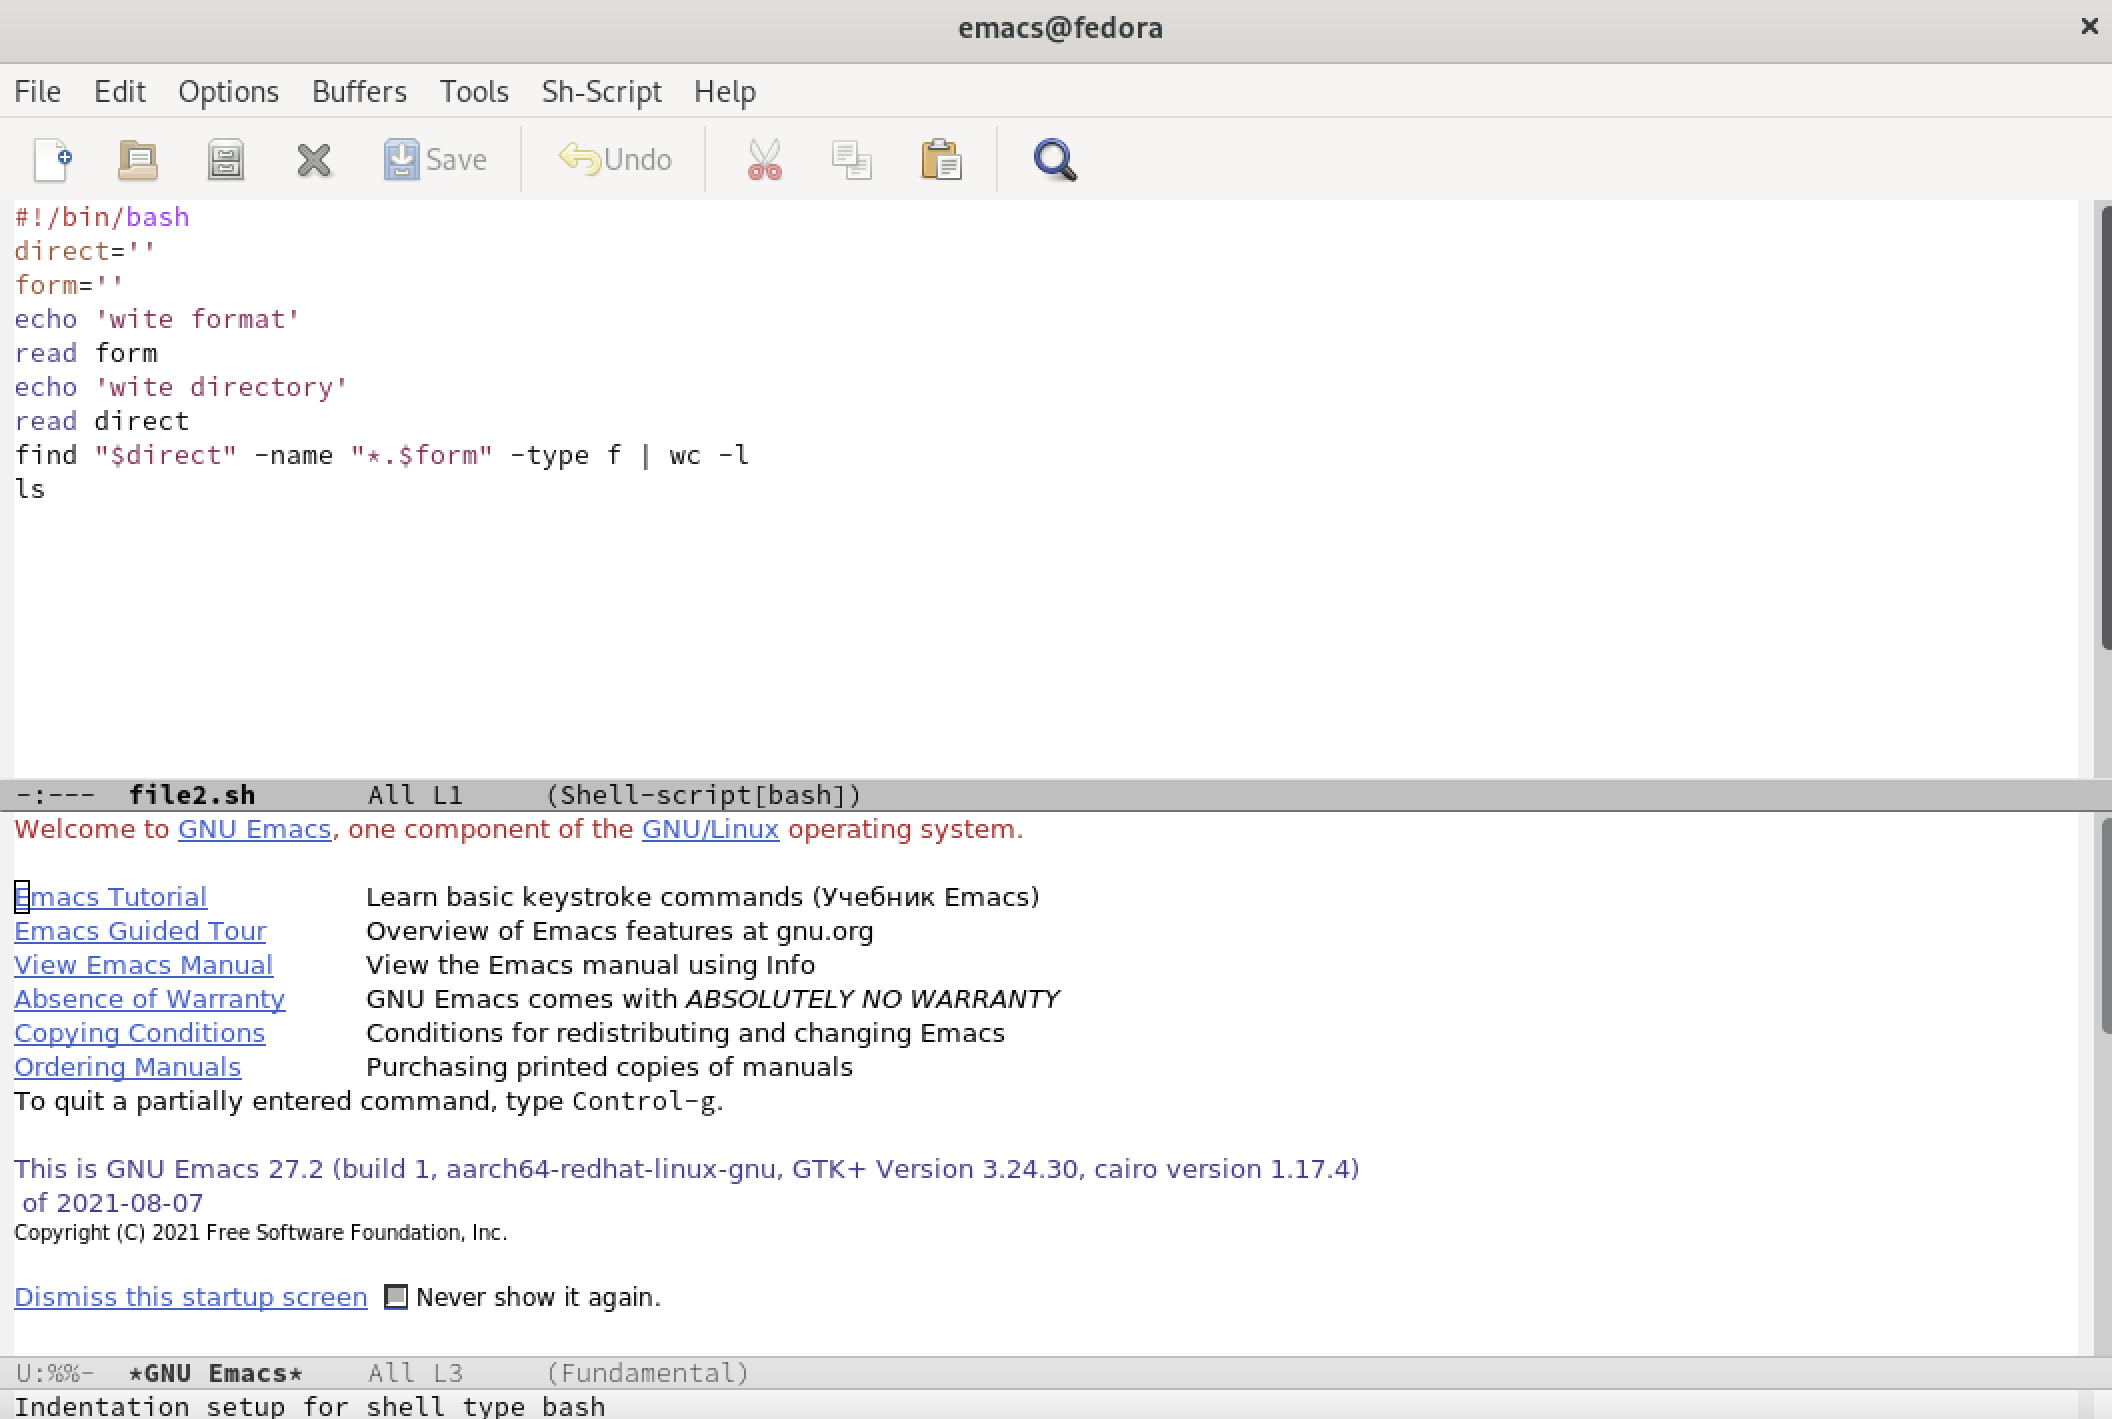 emacs@fedora ×
File Edit Options Buffers Tools Sh-Script Help
Save Undo
#!/bin/bash
direct=''
form=''
echo 'wite format'
read form
echo 'wite directory'
read direct
find "$direct" -name "*.$form" -type f | wc -l
ls
-:--- file2.sh All L1 (Shell-script[bash])
Welcome to GNU Emacs, one component of the GNU/Linux operating system.
Emacs Tutorial Learn basic keystroke commands (Учебник Emacs)
Emacs Guided Tour Overview of Emacs features at gnu.org
View Emacs Manual View the Emacs manual using Info
Absence of Warranty GNU Emacs comes with ABSOLUTELY NO WARRANTY
Copying Conditions Conditions for redistributing and changing Emacs
Ordering Manuals Purchasing printed copies of manuals
To quit a partially entered command, type Control-g.
This is GNU Emacs 27.2 (build 1, aarch64-redhat-linux-gnu, GTK+ Version 3.24.30, cairo version 1.17.4)
of 2021-08-07
Copyright (C) 2021 Free Software Foundation, Inc.
Dismiss this startup screen Never show it again.
U:%%- *GNU Emacs* All L3 (Fundamental)
Indentation setup for shell type bash